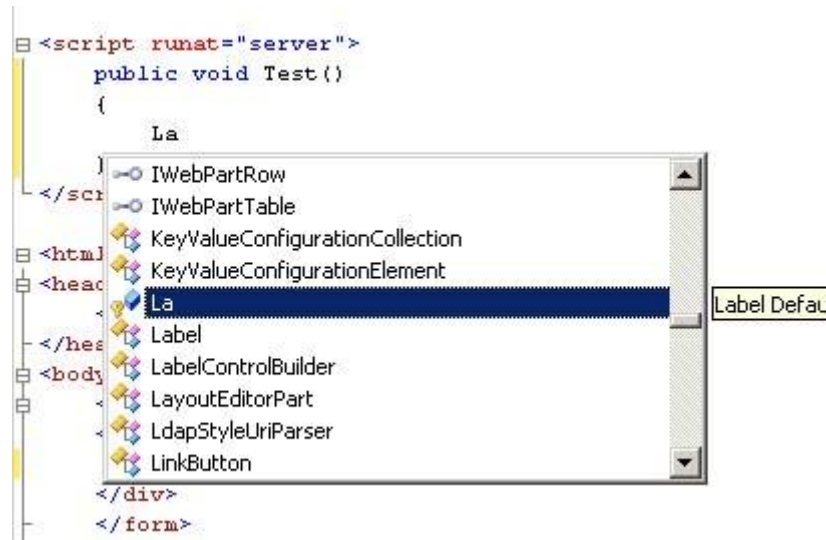 <script runat="server">
public void Test()
{
La
}
IWebPartRow
</scr
IWebPartTable
<html
KeyValueConfigurationCollection
KeyValueConfigurationElement
<head
La
Label Defau
<
Label
</hea
LabelControlBuilder
<body
LayoutEditorPart
<
LdapStyleUriParser
<
LinkButton
</div>
</form>